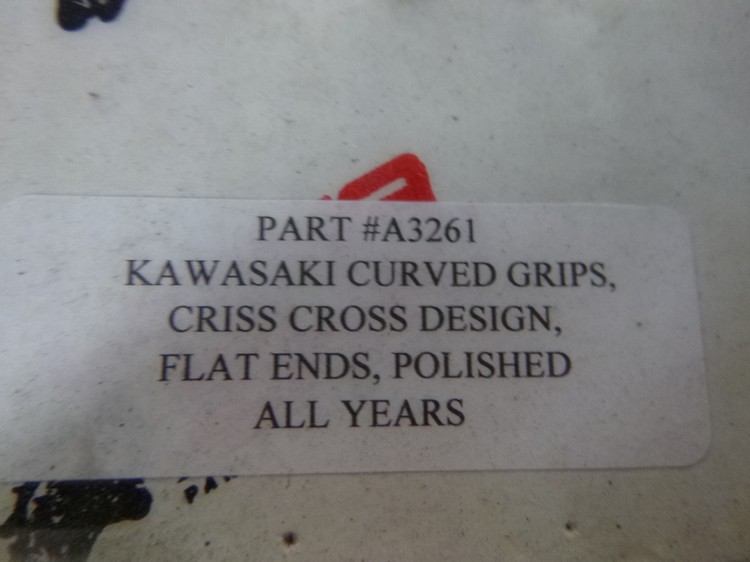 PART #A3261
KAWASAKI CURVED GRIPS,
CRISS CROSS DESIGN,
FLAT ENDS, POLISHED
ALL YEARS